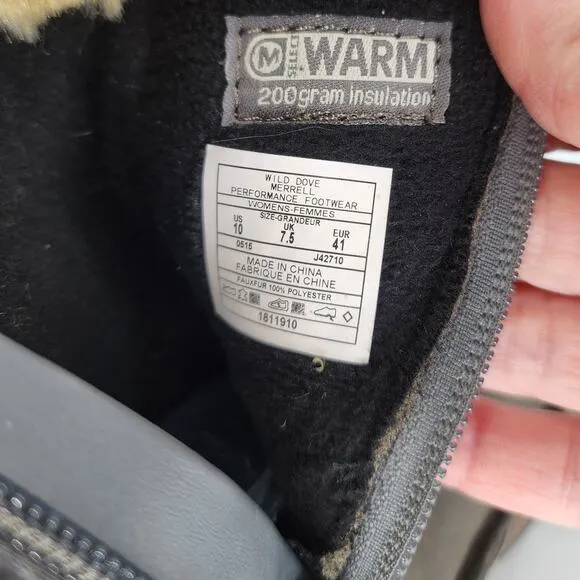 M SELECT WARM
200gram insulation
WILD DOVE
MERRELL
PERFORMANCE FOOTWEAR
WOMENS-FEMMES
SIZE-GRANDEUR
US UK EUR
10 7.5 41
0515 J42710
MADE IN CHINA
FABRIQUE EN CHINE
FAUXFUR 100% POLYESTER
1811910